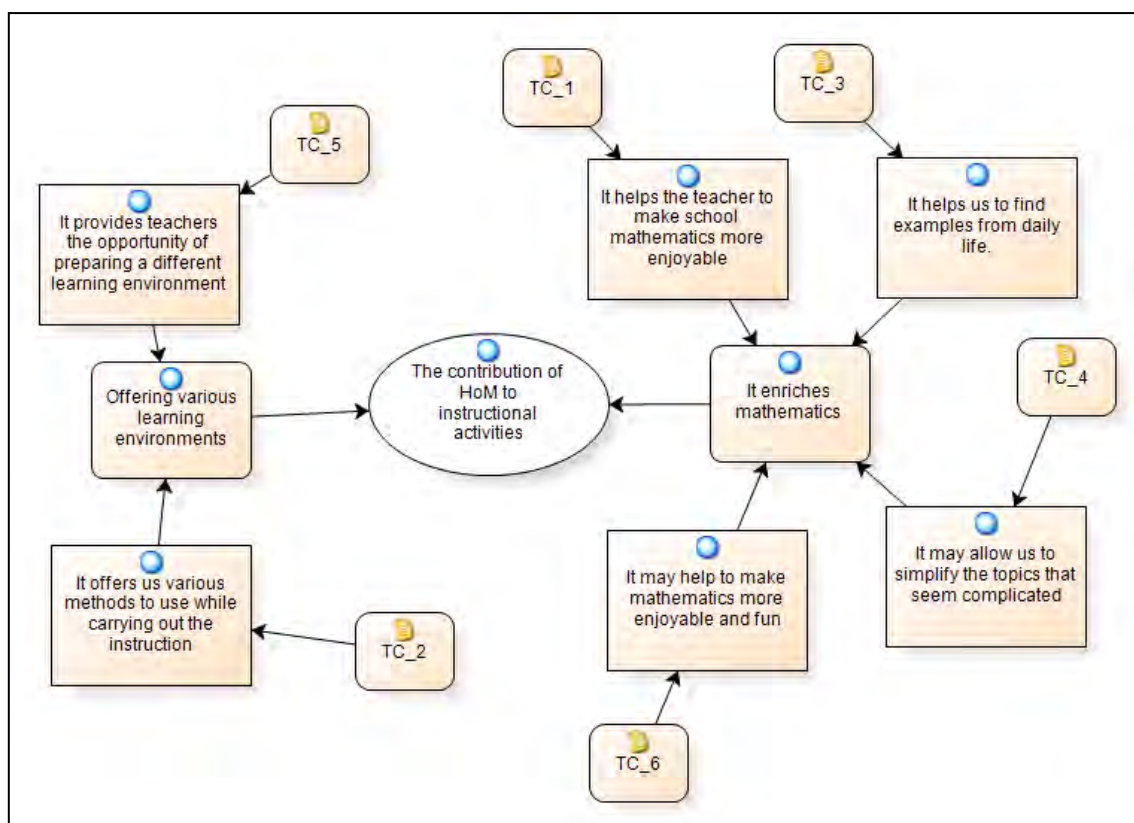 TC_1
TC_3
TC_5
It provides teachers
the opportunity of
preparing a different
learning environment
It helps the teacher to
make school
mathematics more
enjoyable
It helps us to find
examples from daily
life.
Offering various
learning
environments
The contribution of
HoM to
instructional
activities
It enriches
mathematics
TC_4
It offers us various
methods to use while
carrying out the
instruction
TC_2
It may help to make
mathematics more
enjoyable and fun
It may allow us to
simplify the topics that
seem complicated
TC_6